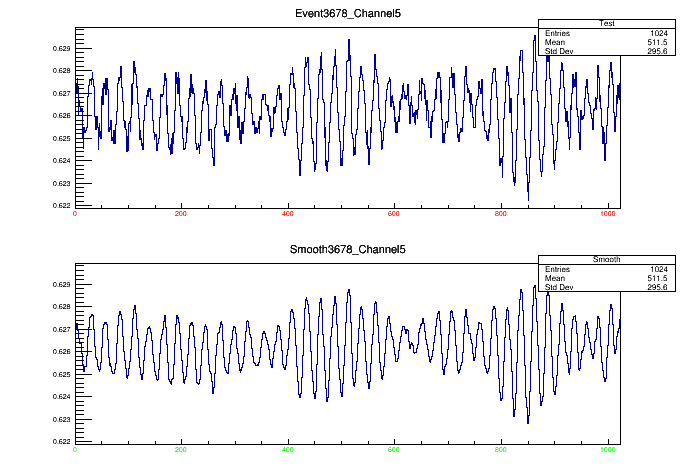 Event3678_Channel5
Test
Entries 1024
Mean 511.5
Std Dev 295.6
0.629
0.628
0.627
0.626
0.625
0.624
0.623
0.622
0 200 400 600 800 1000
Smooth3678_Channel5
Smooth
Entries 1024
Mean 511.5
Std Dev 295.6
0.629
0.628
0.627
0.626
0.625
0.624
0.623
0.622
0 200 400 600 800 1000